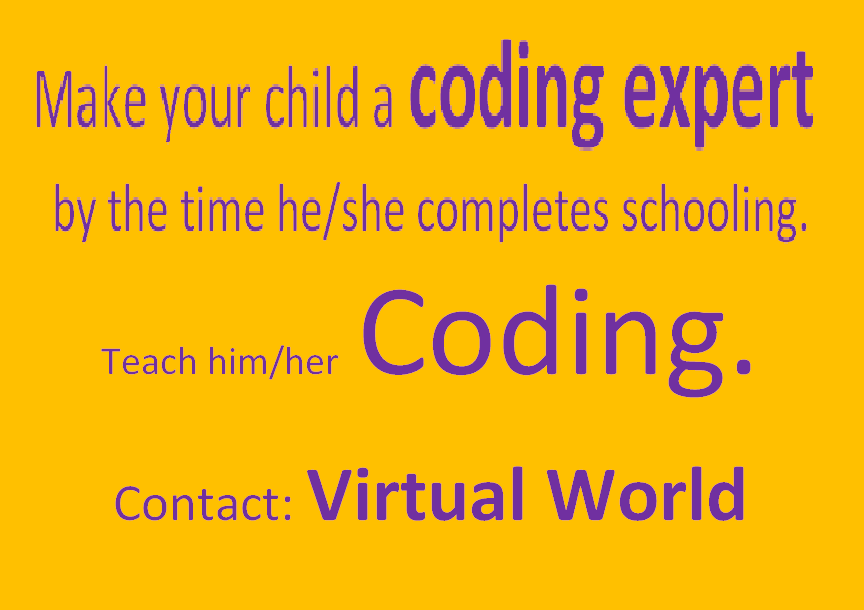 Make your child a coding expert
by the time he/she completes schooling.
Teach him/her Coding.
Contact: Virtual World